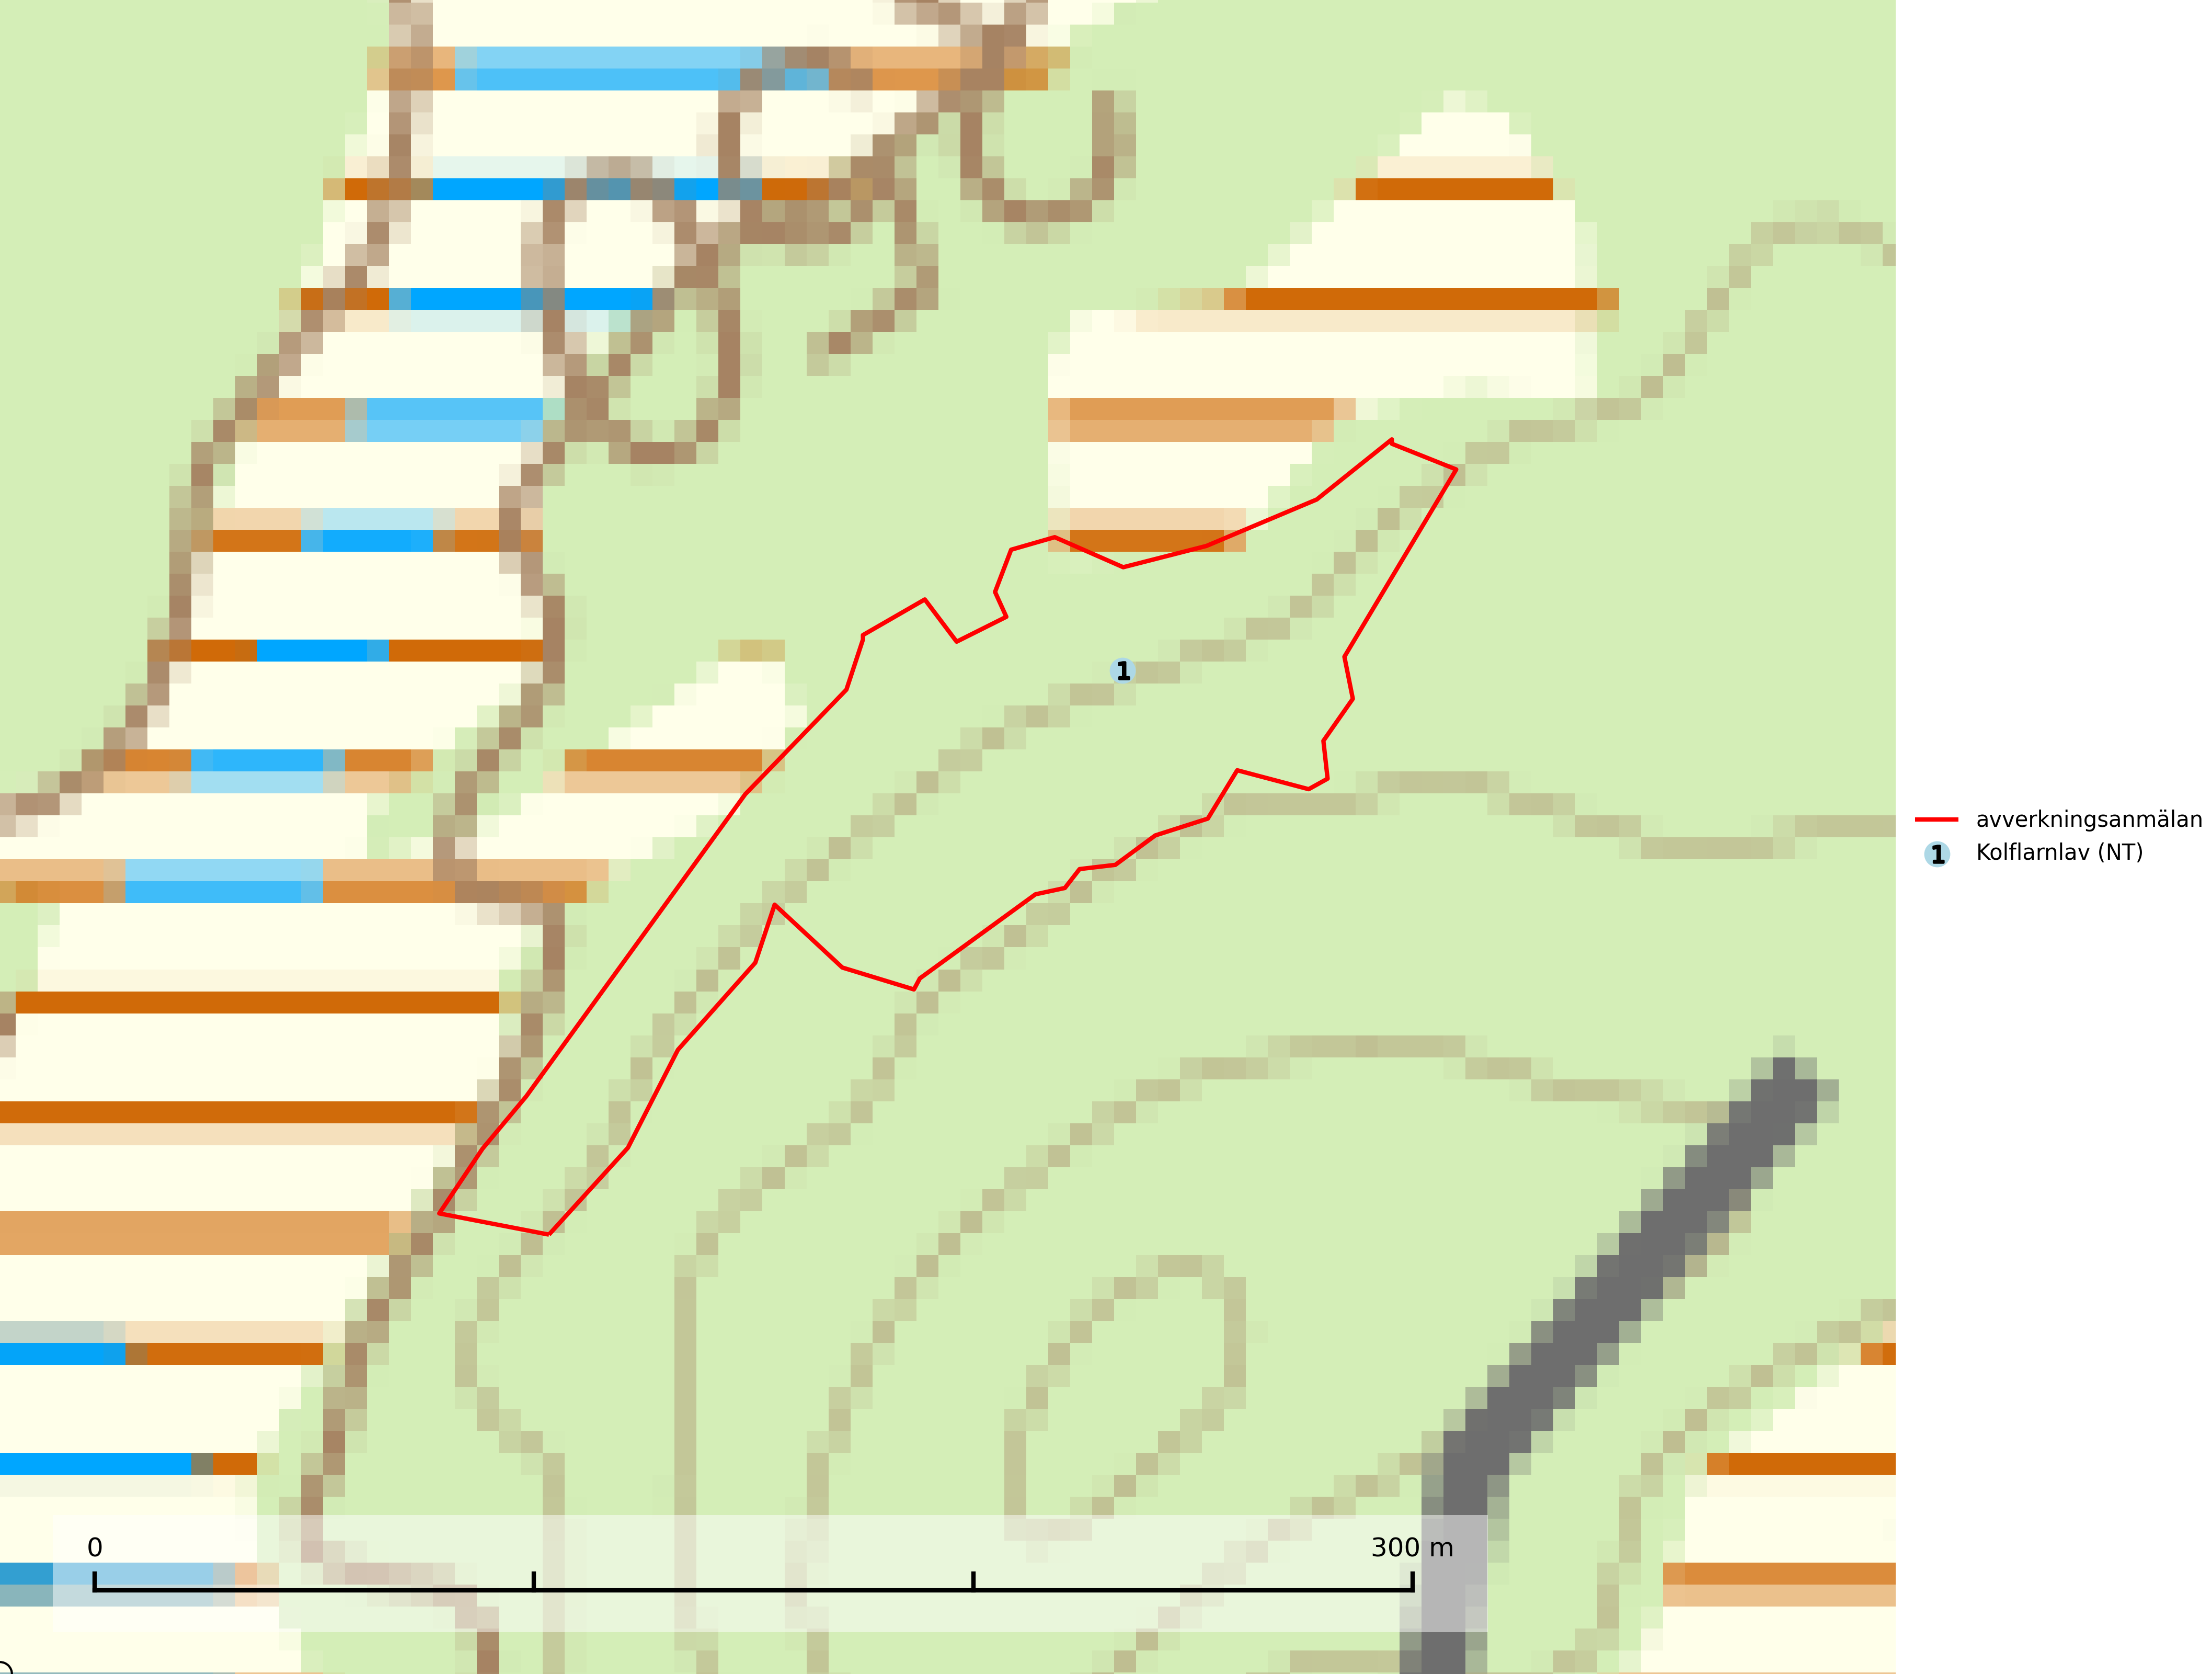 1
avverkningsanmälan
1 Kolflarnlav (NT)
0 300 m